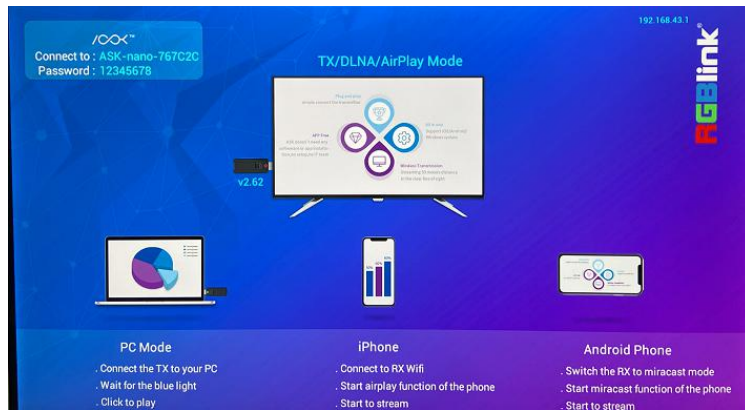 192.168.43.1
ASK™
Connect to : ASK-nano-767C2C
Password : 12345678
RGBlink
TX/DLNA/AirPlay Mode
v2.62
PC Mode
. Connect the TX to your PC
. Wait for the blue light
. Click to play
iPhone
. Connect to RX Wifi
. Start airplay function of the phone
. Start to stream
Android Phone
. Switch the RX to miracast mode
. Start miracast function of the phone
. Start to stream